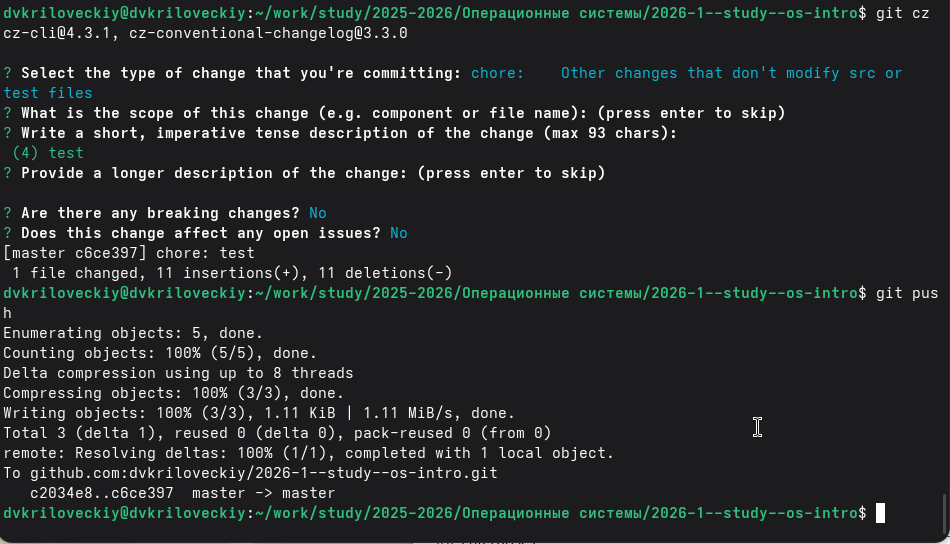 dvkriloveckiy@dvkriloveckiy:~/work/study/2025-2026/Операционные системы/2026-1--study--os-intro$ git cz
cz-cli@4.3.1, cz-conventional-changelog@3.3.0
? Select the type of change that you're committing: chore:    Other changes that don't modify src or
test files
? What is the scope of this change (e.g. component or file name): (press enter to skip)
? Write a short, imperative tense description of the change (max 93 chars):
 (4) test
? Provide a longer description of the change: (press enter to skip)
? Are there any breaking changes? No
? Does this change affect any open issues? No
[master c6ce397] chore: test
 1 file changed, 11 insertions(+), 11 deletions(-)
dvkriloveckiy@dvkriloveckiy:~/work/study/2025-2026/Операционные системы/2026-1--study--os-intro$ git pus
h
Enumerating objects: 5, done.
Counting objects: 100% (5/5), done.
Delta compression using up to 8 threads
Compressing objects: 100% (3/3), done.
Writing objects: 100% (3/3), 1.11 KiB | 1.11 MiB/s, done.
Total 3 (delta 1), reused 0 (delta 0), pack-reused 0 (from 0)
remote: Resolving deltas: 100% (1/1), completed with 1 local object.
To github.com:dvkriloveckiy/2026-1--study--os-intro.git
   c2034e8..c6ce397  master -> master
dvkriloveckiy@dvkriloveckiy:~/work/study/2025-2026/Операционные системы/2026-1--study--os-intro$